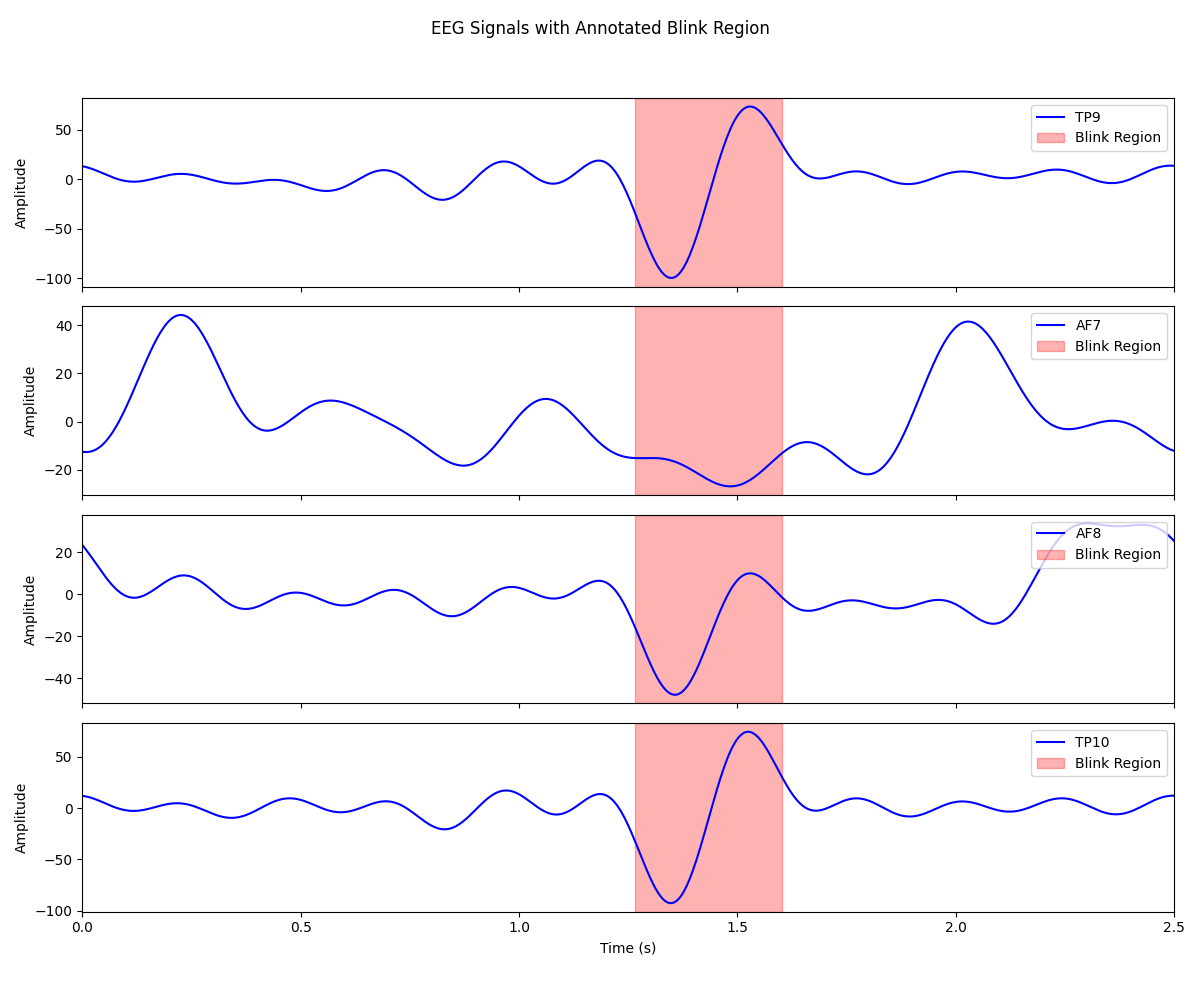 EEG Signals with Annotated Blink Region
50
0
−50
−100
Amplitude
TP9
Blink Region
40
20
0
−20
Amplitude
AF7
Blink Region
20
0
−20
−40
Amplitude
AF8
Blink Region
50
0
−50
−100
Amplitude
TP10
Blink Region
0.0 0.5 1.0 1.5 2.0 2.5
Time (s)